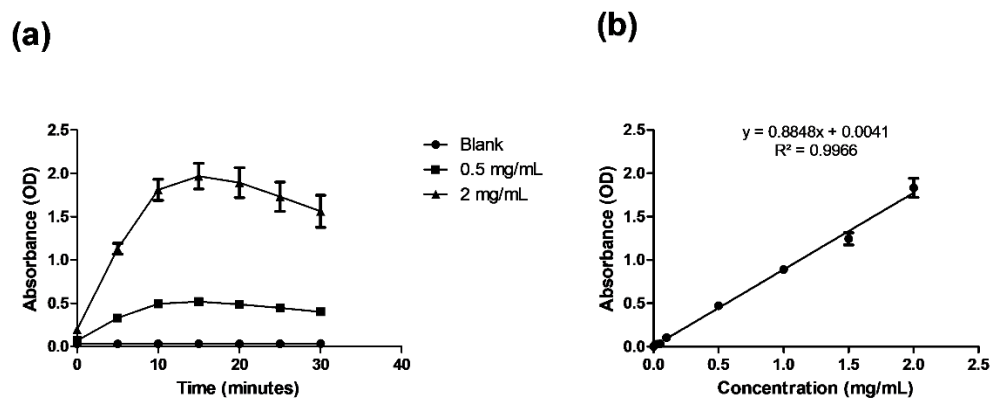 (a)
2.5
2.0
1.5
1.0
0.5
0.0
0
10
20
30
40
Absorbance (OD)
Time (minutes)
Blank
0.5 mg/mL
2 mg/mL
(b)
y = 0.8848x + 0.0041
R² = 0.9966
2.5
2.0
1.5
1.0
0.5
0.0
0.0
0.5
1.0
1.5
2.0
2.5
Absorbance (OD)
Concentration (mg/mL)